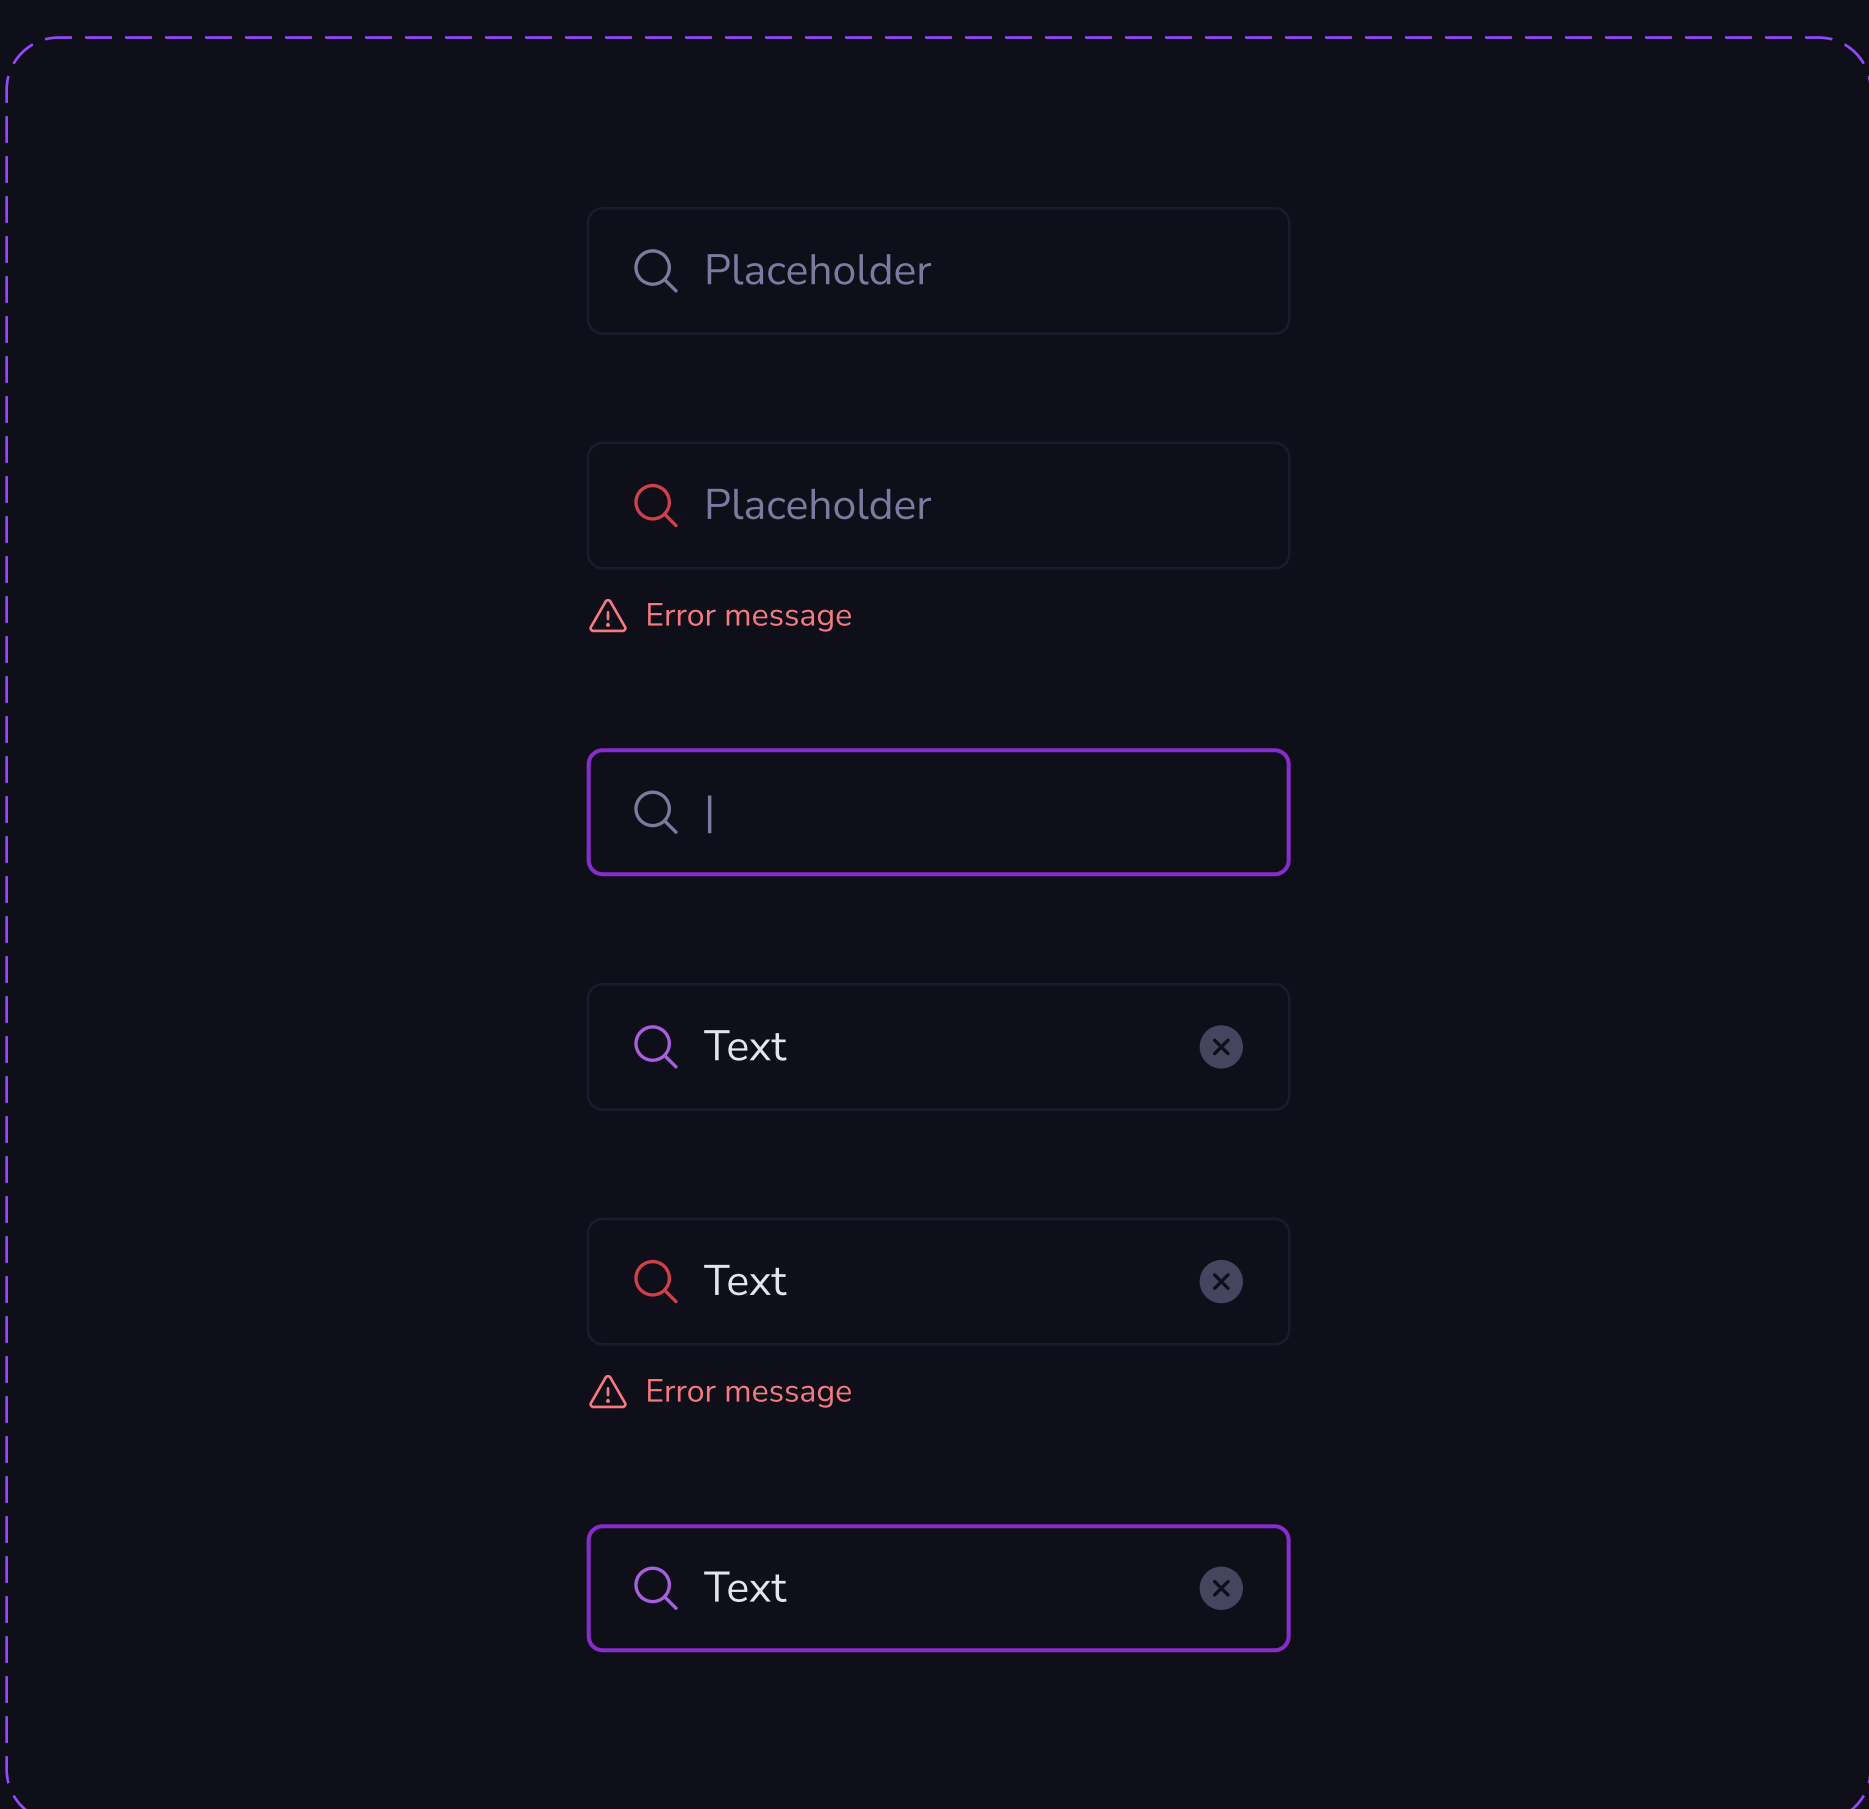 Placeholder
Placeholder
Error message
Text
Text
Error message
Text